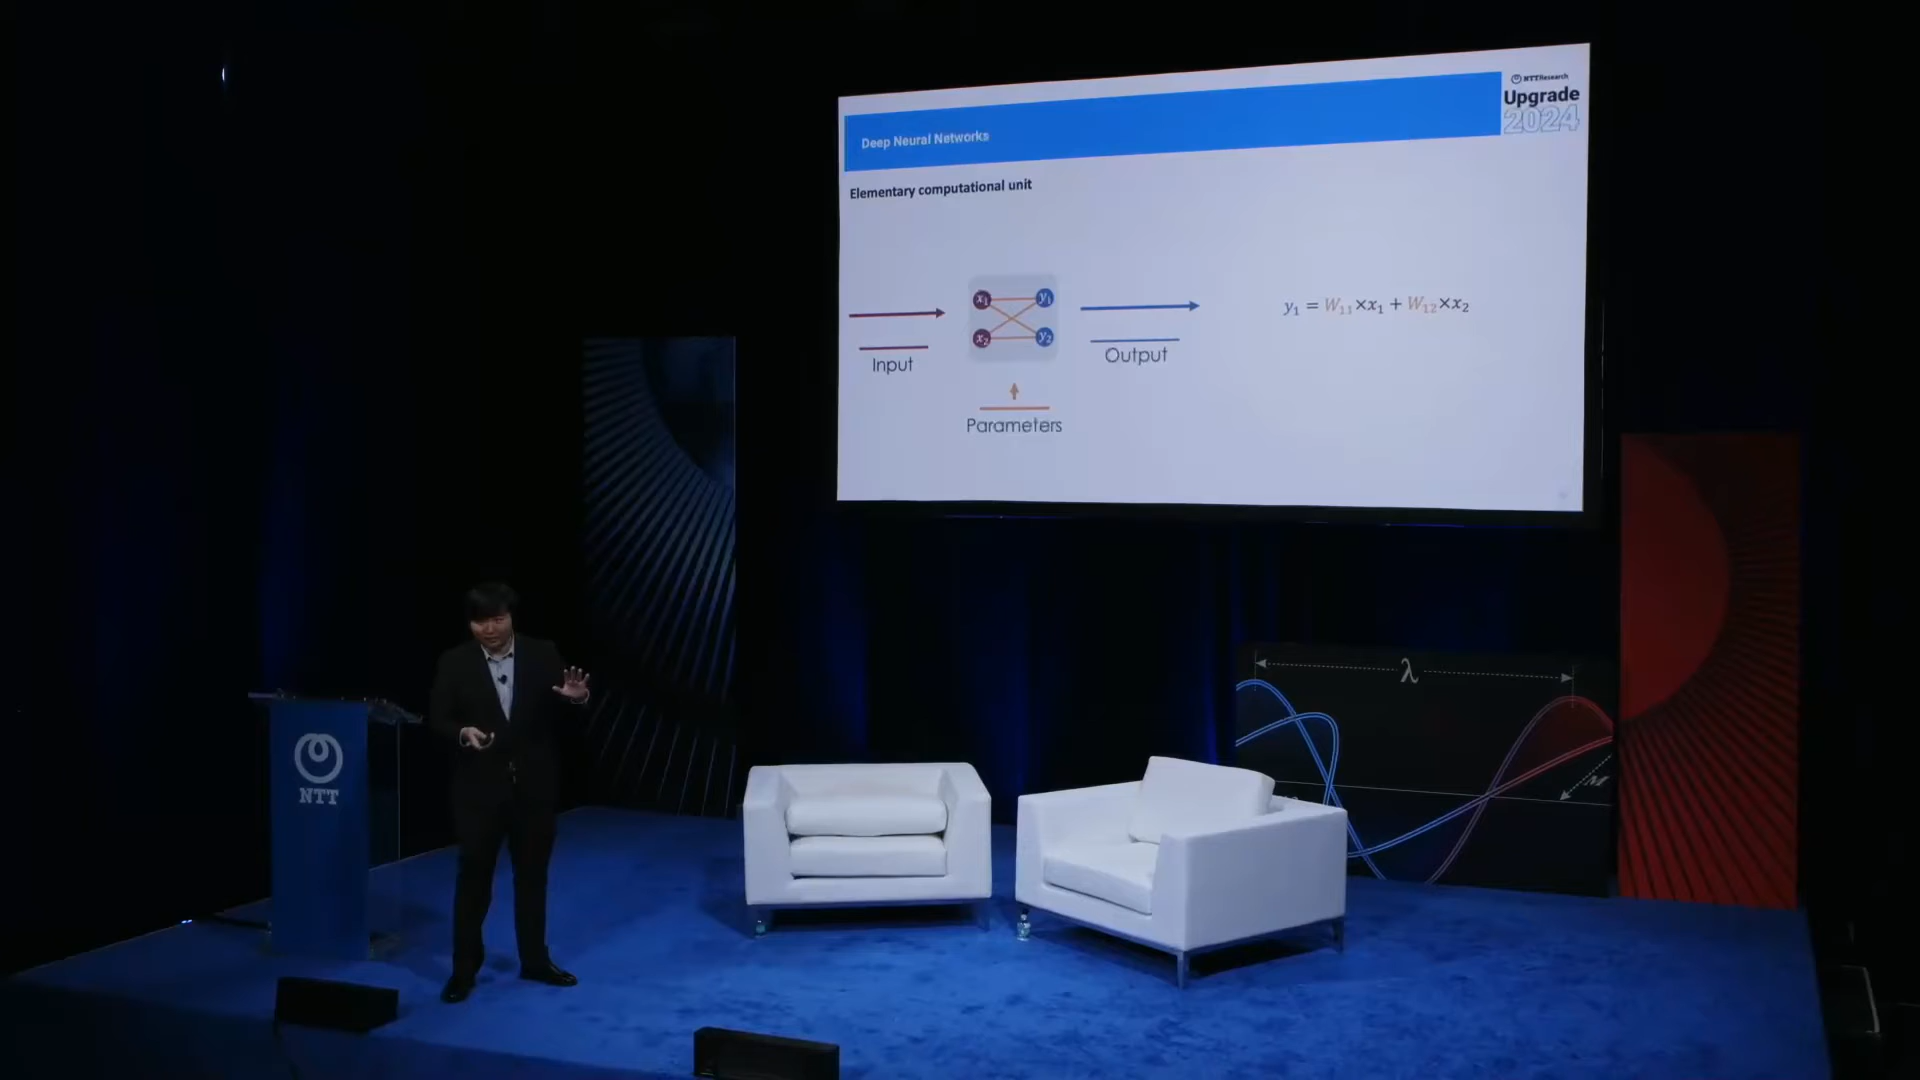 NTT Research
Upgrade
2024
Deep Neural Networks
Elementary computational unit
x₁
y₁
x₂
y₂
y₁ = W₁₁×x₁ + W₁₂×x₂
Input
Output
Parameters
λ
NTT